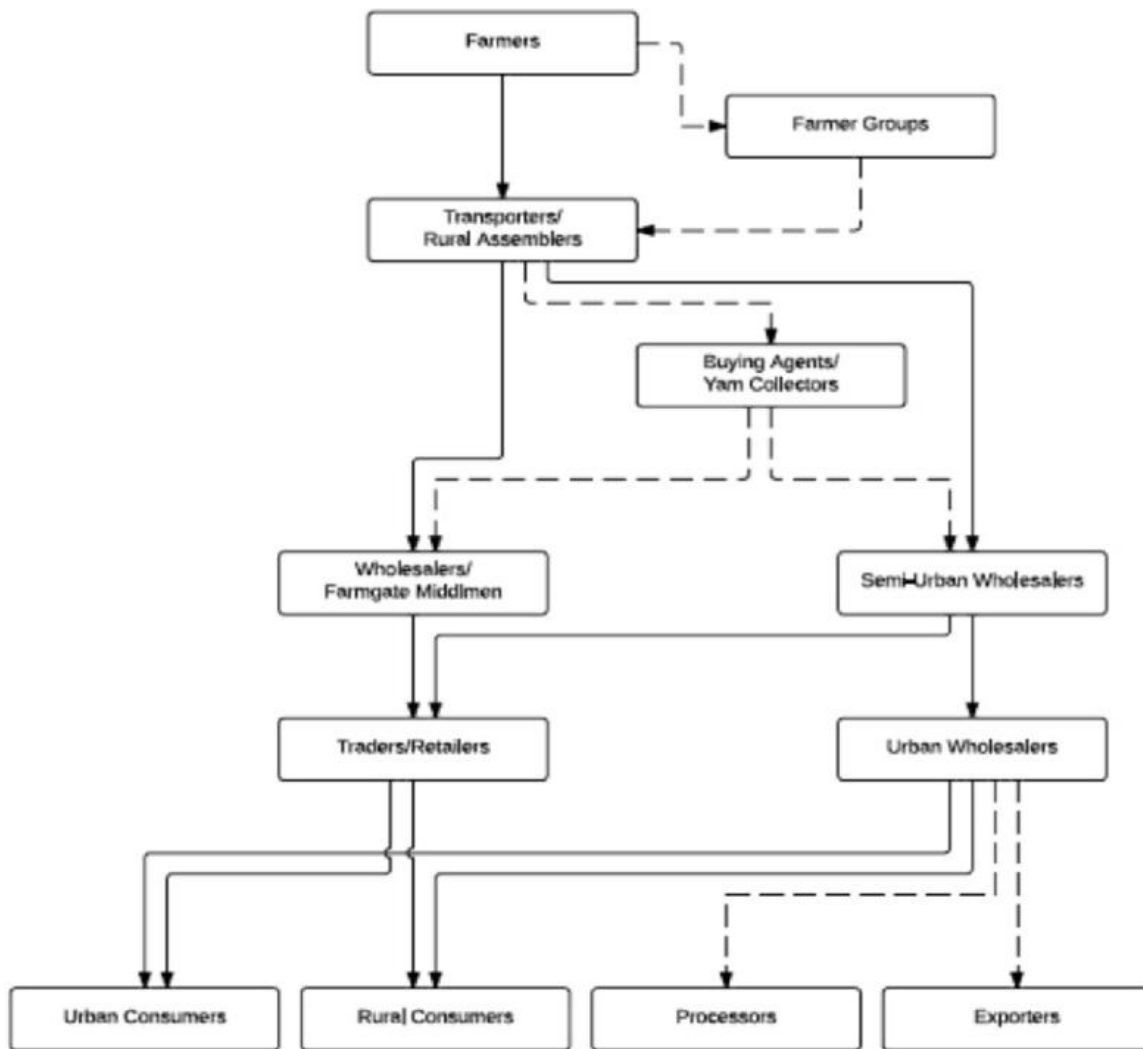 Farmers
Farmer Groups
Transporters/
Rural Assemblers
Buying Agents/
Yam Collectors
Wholesalers/
Farmgate Middlmen
Semi-Urban Wholesalers
Traders/Retailers
Urban Wholesalers
Urban Consumers
Rural Consumers
Processors
Exporters